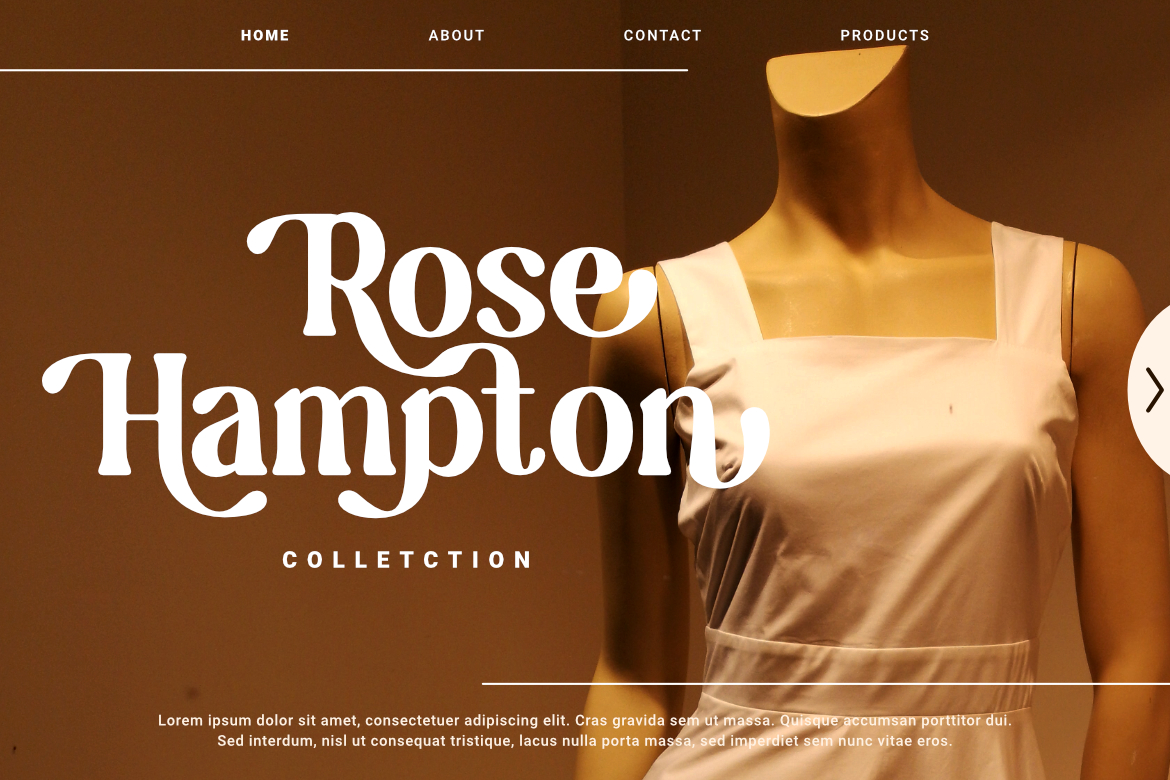 HOME ABOUT CONTACT PRODUCTS
Rose
Hampton
COLLETCTION
Lorem ipsum dolor sit amet, consectetuer adipiscing elit. Cras gravida sem ut massa. Quisque accumsan porttitor dui.
Sed interdum, nisl ut consequat tristique, lacus nulla porta massa, sed imperdiet sem nunc vitae eros.